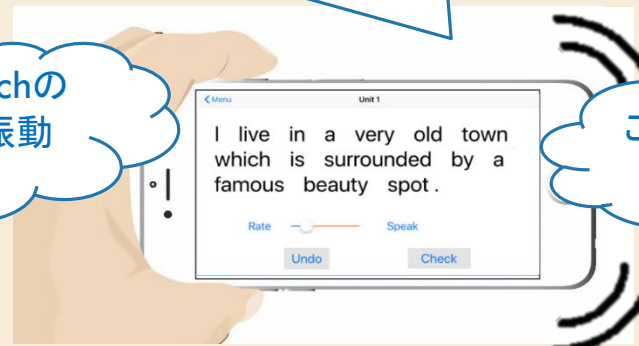 chの
振動
こ
Menu
Unit 1
I live in a very old town
which is surrounded by a
famous beauty spot .
Rate
Speak
Undo
Check